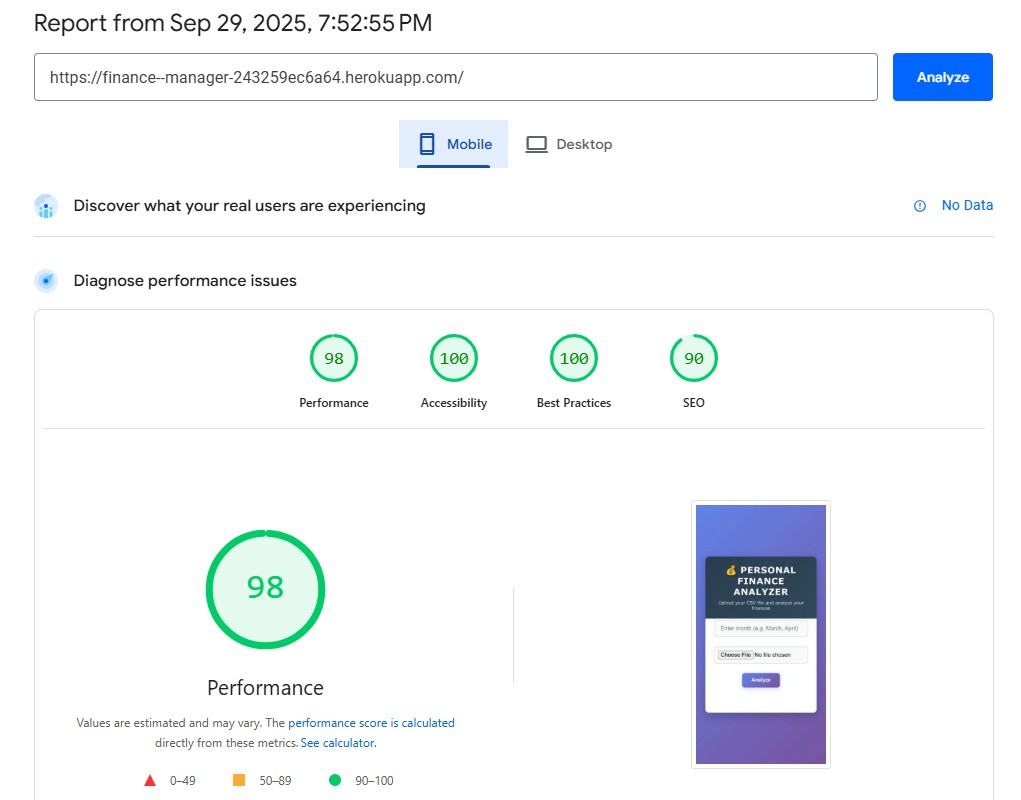 Report from Sep 29, 2025, 7:52:55 PM
https://finance--manager-243259ec6a64.herokuapp.com/
Analyze
Mobile
Desktop
Discover what your real users are experiencing
No Data
Diagnose performance issues
98
100
100
90
Performance
Accessibility
Best Practices
SEO
98
Performance
Values are estimated and may vary. The performance score is calculated
directly from these metrics. See calculator.
0–49
50–89
90–100
PERSONAL
FINANCE
ANALYZER
Upload your CSV file and analyze your
finances
Enter month (e.g. March, April)
Choose File No file chosen
Analyze